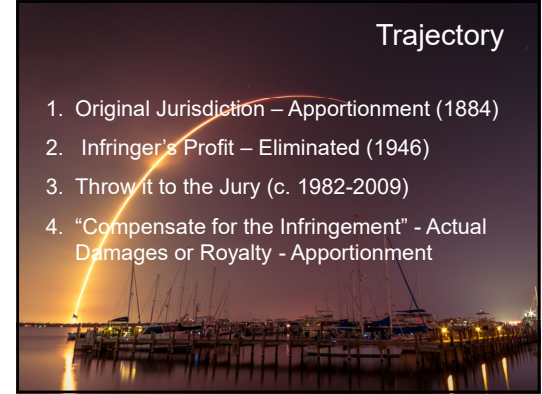 Trajectory
1. Original Jurisdiction – Apportionment (1884)
2. Infringer's Profit – Eliminated (1946)
3. Throw it to the Jury (c. 1982-2009)
4. “Compensate for the Infringement” - Actual
Damages or Royalty - Apportionment